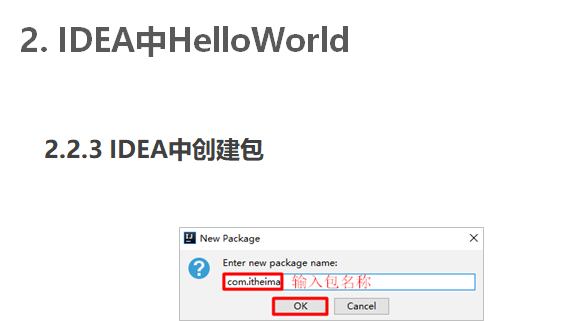 2. IDEA中HelloWorld
2.2.3 IDEA中创建包
New Package
Enter new package name:
com.itheima 输入包名称
OK Cancel